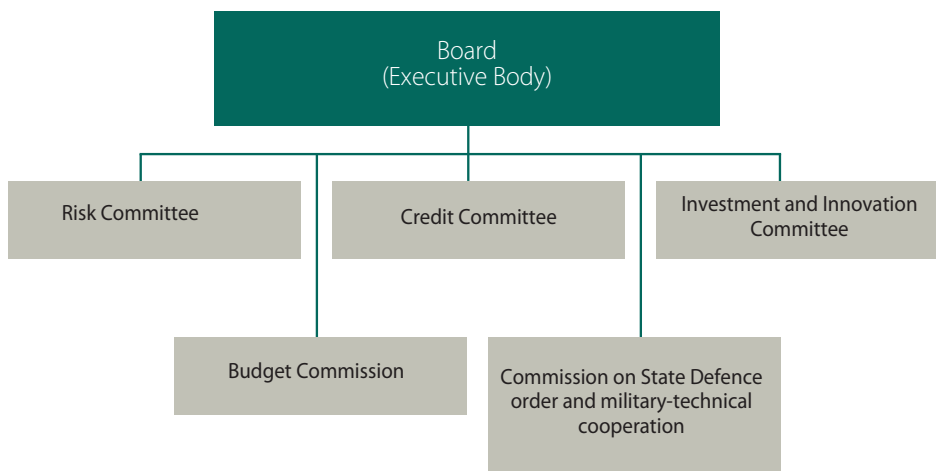 Board
(Executive Body)
Risk Committee
Credit Committee
Investment and Innovation
Committee
Budget Commission
Commission on State Defence
order and military-technical
cooperation